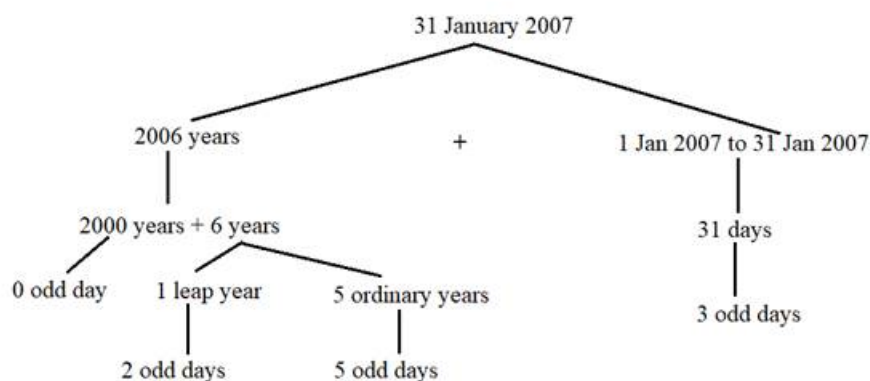 31 January 2007
2006 years + 1 Jan 2007 to 31 Jan 2007
2000 years + 6 years 31 days
0 odd day 1 leap year 5 ordinary years 3 odd days
2 odd days 5 odd days